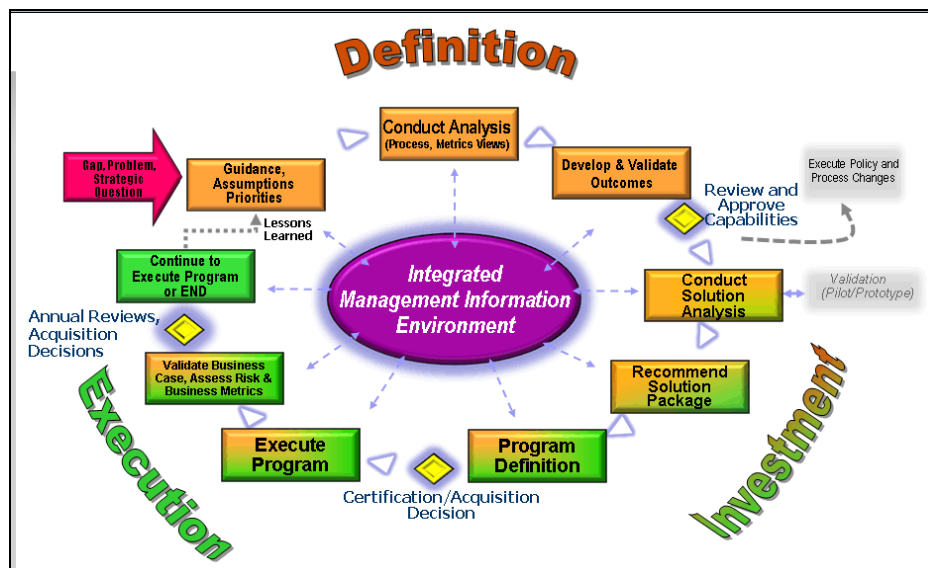 Definition
Gap, Problem,
Strategic
Question
Guidance,
Assumptions
Priorities
Conduct Analysis
(Process, Metrics Views)
Develop & Validate
Outcomes
Execute Policy and
Process Changes
Review and
Approve
Capabilities
Lessons
Learned
Continue to
Execute Program
or END
Integrated
Management Information
Environment
Conduct
Solution
Analysis
Validation
(Pilot/Prototype)
Annual Reviews,
Acquisition
Decisions
Validate Business
Case, Assess Risk &
Business Metrics
Recommend
Solution
Package
Execute
Program
Program
Definition
Certification/Acquisition
Decision
Execution
Investment